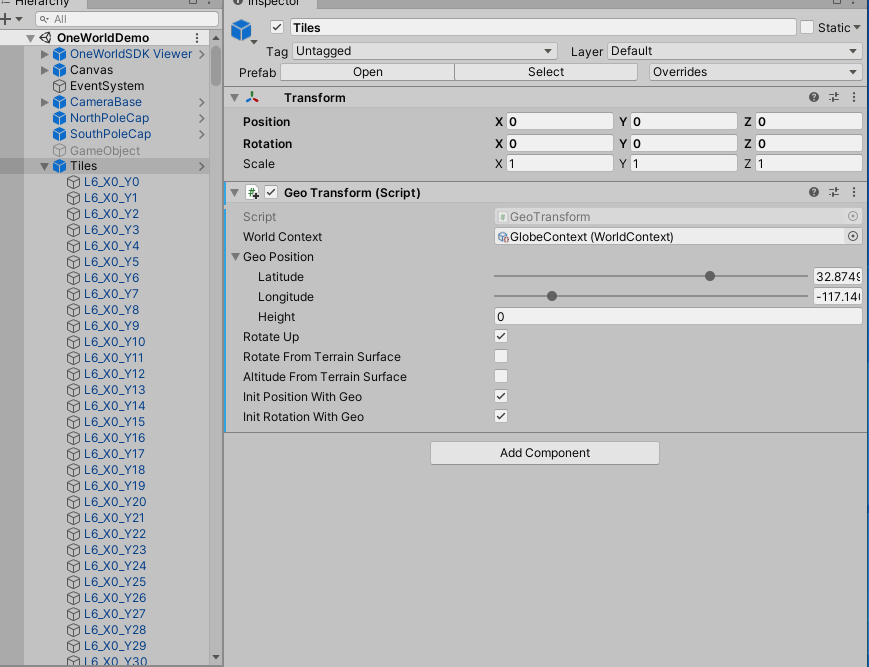 Hierarchy
All
OneWorldDemo
OneWorldSDK Viewer
Canvas
EventSystem
CameraBase
NorthPoleCap
SouthPoleCap
GameObject
Tiles
L6_X0_Y0
L6_X0_Y1
L6_X0_Y2
L6_X0_Y3
L6_X0_Y4
L6_X0_Y5
L6_X0_Y6
L6_X0_Y7
L6_X0_Y8
L6_X0_Y9
L6_X0_Y10
L6_X0_Y11
L6_X0_Y12
L6_X0_Y13
L6_X0_Y14
L6_X0_Y15
L6_X0_Y16
L6_X0_Y17
L6_X0_Y18
L6_X0_Y19
L6_X0_Y20
L6_X0_Y21
L6_X0_Y22
L6_X0_Y23
L6_X0_Y24
L6_X0_Y25
L6_X0_Y26
L6_X0_Y27
L6_X0_Y28
L6_X0_Y29
L6_X0_Y30
Inspector
Tiles Static
Tag Untagged Layer Default
Prefab Open Select Overrides
Transform
Position X 0 Y 0 Z 0
Rotation X 0 Y 0 Z 0
Scale X 1 Y 1 Z 1
Geo Transform (Script)
Script GeoTransform
World Context GlobeContext (WorldContext)
Geo Position
Latitude 32.8749
Longitude -117.14
Height 0
Rotate Up
Rotate From Terrain Surface
Altitude From Terrain Surface
Init Position With Geo
Init Rotation With Geo
Add Component